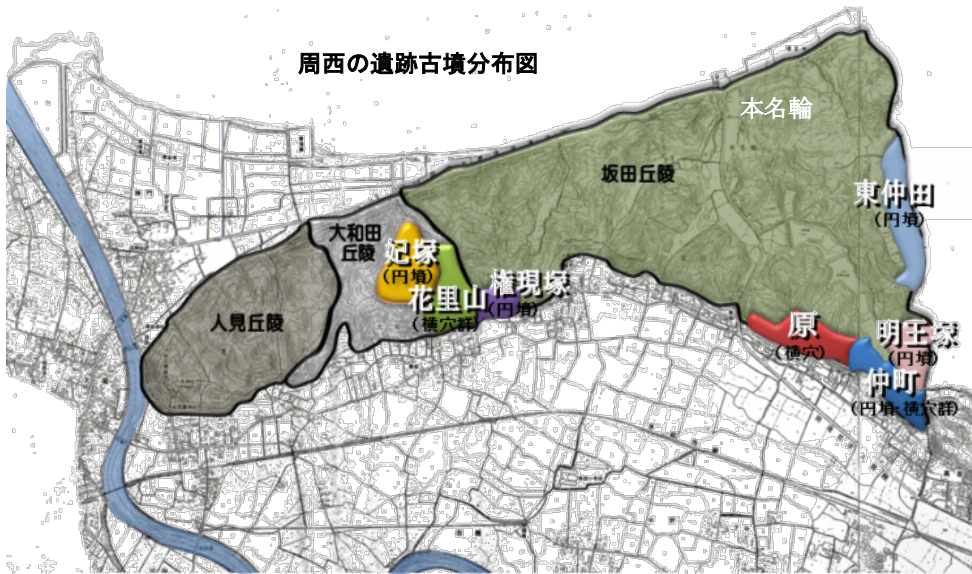 周西の遺跡古墳分布図
本名輪
坂田丘陵
東仲田
（円墳）
大和田
丘陵
妃塚
（円墳）
花里山
（横穴群）
権現塚
（円墳）
人見丘陵
原
（横穴）
明王塚
（円墳）
仲町
（円墳・横穴群）